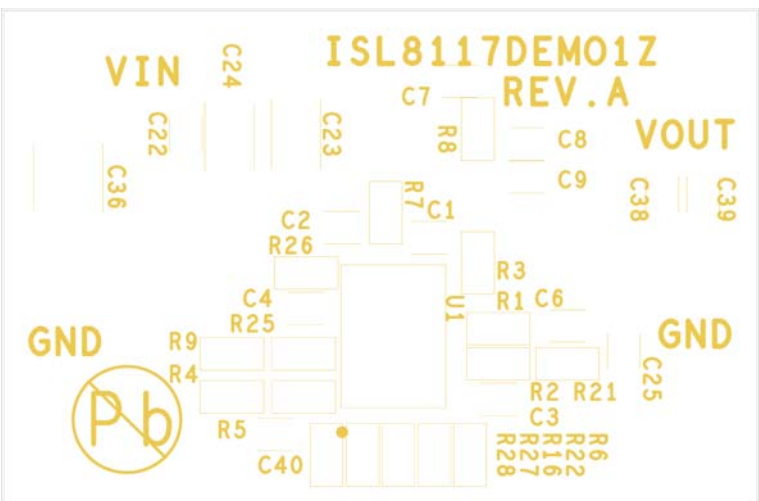 ISL8117DEMO1Z
REV.A
VIN
C24
C7
C22
C23
R8
C8
VOUT
C36
C9
R7
C38
C39
C2
C1
R26
R3
C4
U1
R1
C6
R25
GND
R9
GND
R4
C25
R2
R21
Pb
R5
C3
C40
R28
R27
R16
R22
R6